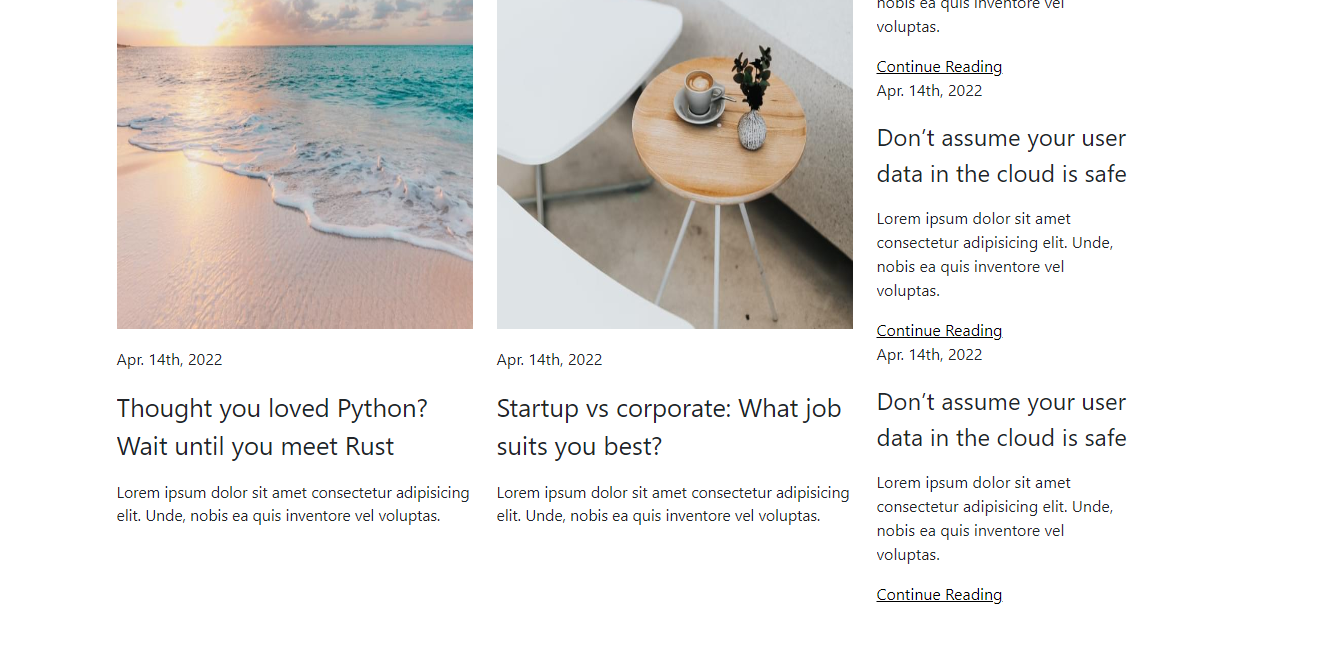 Apr. 14th, 2022
Thought you loved Python?
Wait until you meet Rust
Lorem ipsum dolor sit amet consectetur adipisicing
elit. Unde, nobis ea quis inventore vel voluptas.
Apr. 14th, 2022
Startup vs corporate: What job
suits you best?
Lorem ipsum dolor sit amet consectetur adipisicing
elit. Unde, nobis ea quis inventore vel voluptas.
nobis ea quis inventore vel
voluptas.
Continue Reading
Apr. 14th, 2022
Don’t assume your user
data in the cloud is safe
Lorem ipsum dolor sit amet
consectetur adipisicing elit. Unde,
nobis ea quis inventore vel
voluptas.
Continue Reading
Apr. 14th, 2022
Don’t assume your user
data in the cloud is safe
Lorem ipsum dolor sit amet
consectetur adipisicing elit. Unde,
nobis ea quis inventore vel
voluptas.
Continue Reading